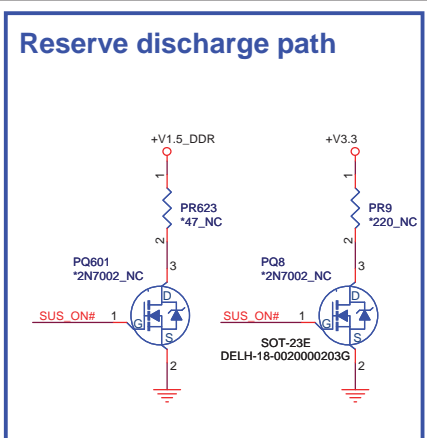 Reserve discharge path
+V1.5_DDR
+V3.3
1
1
PR623
*47_NC
PR9
*220_NC
2
2
PQ601
*2N7002_NC
3
PQ8
*2N7002_NC
3
D
D
SUS_ON#
1
G
SUS_ON#
1
G
S
S
SOT-23E
DELH-18-0020000203G
2
2